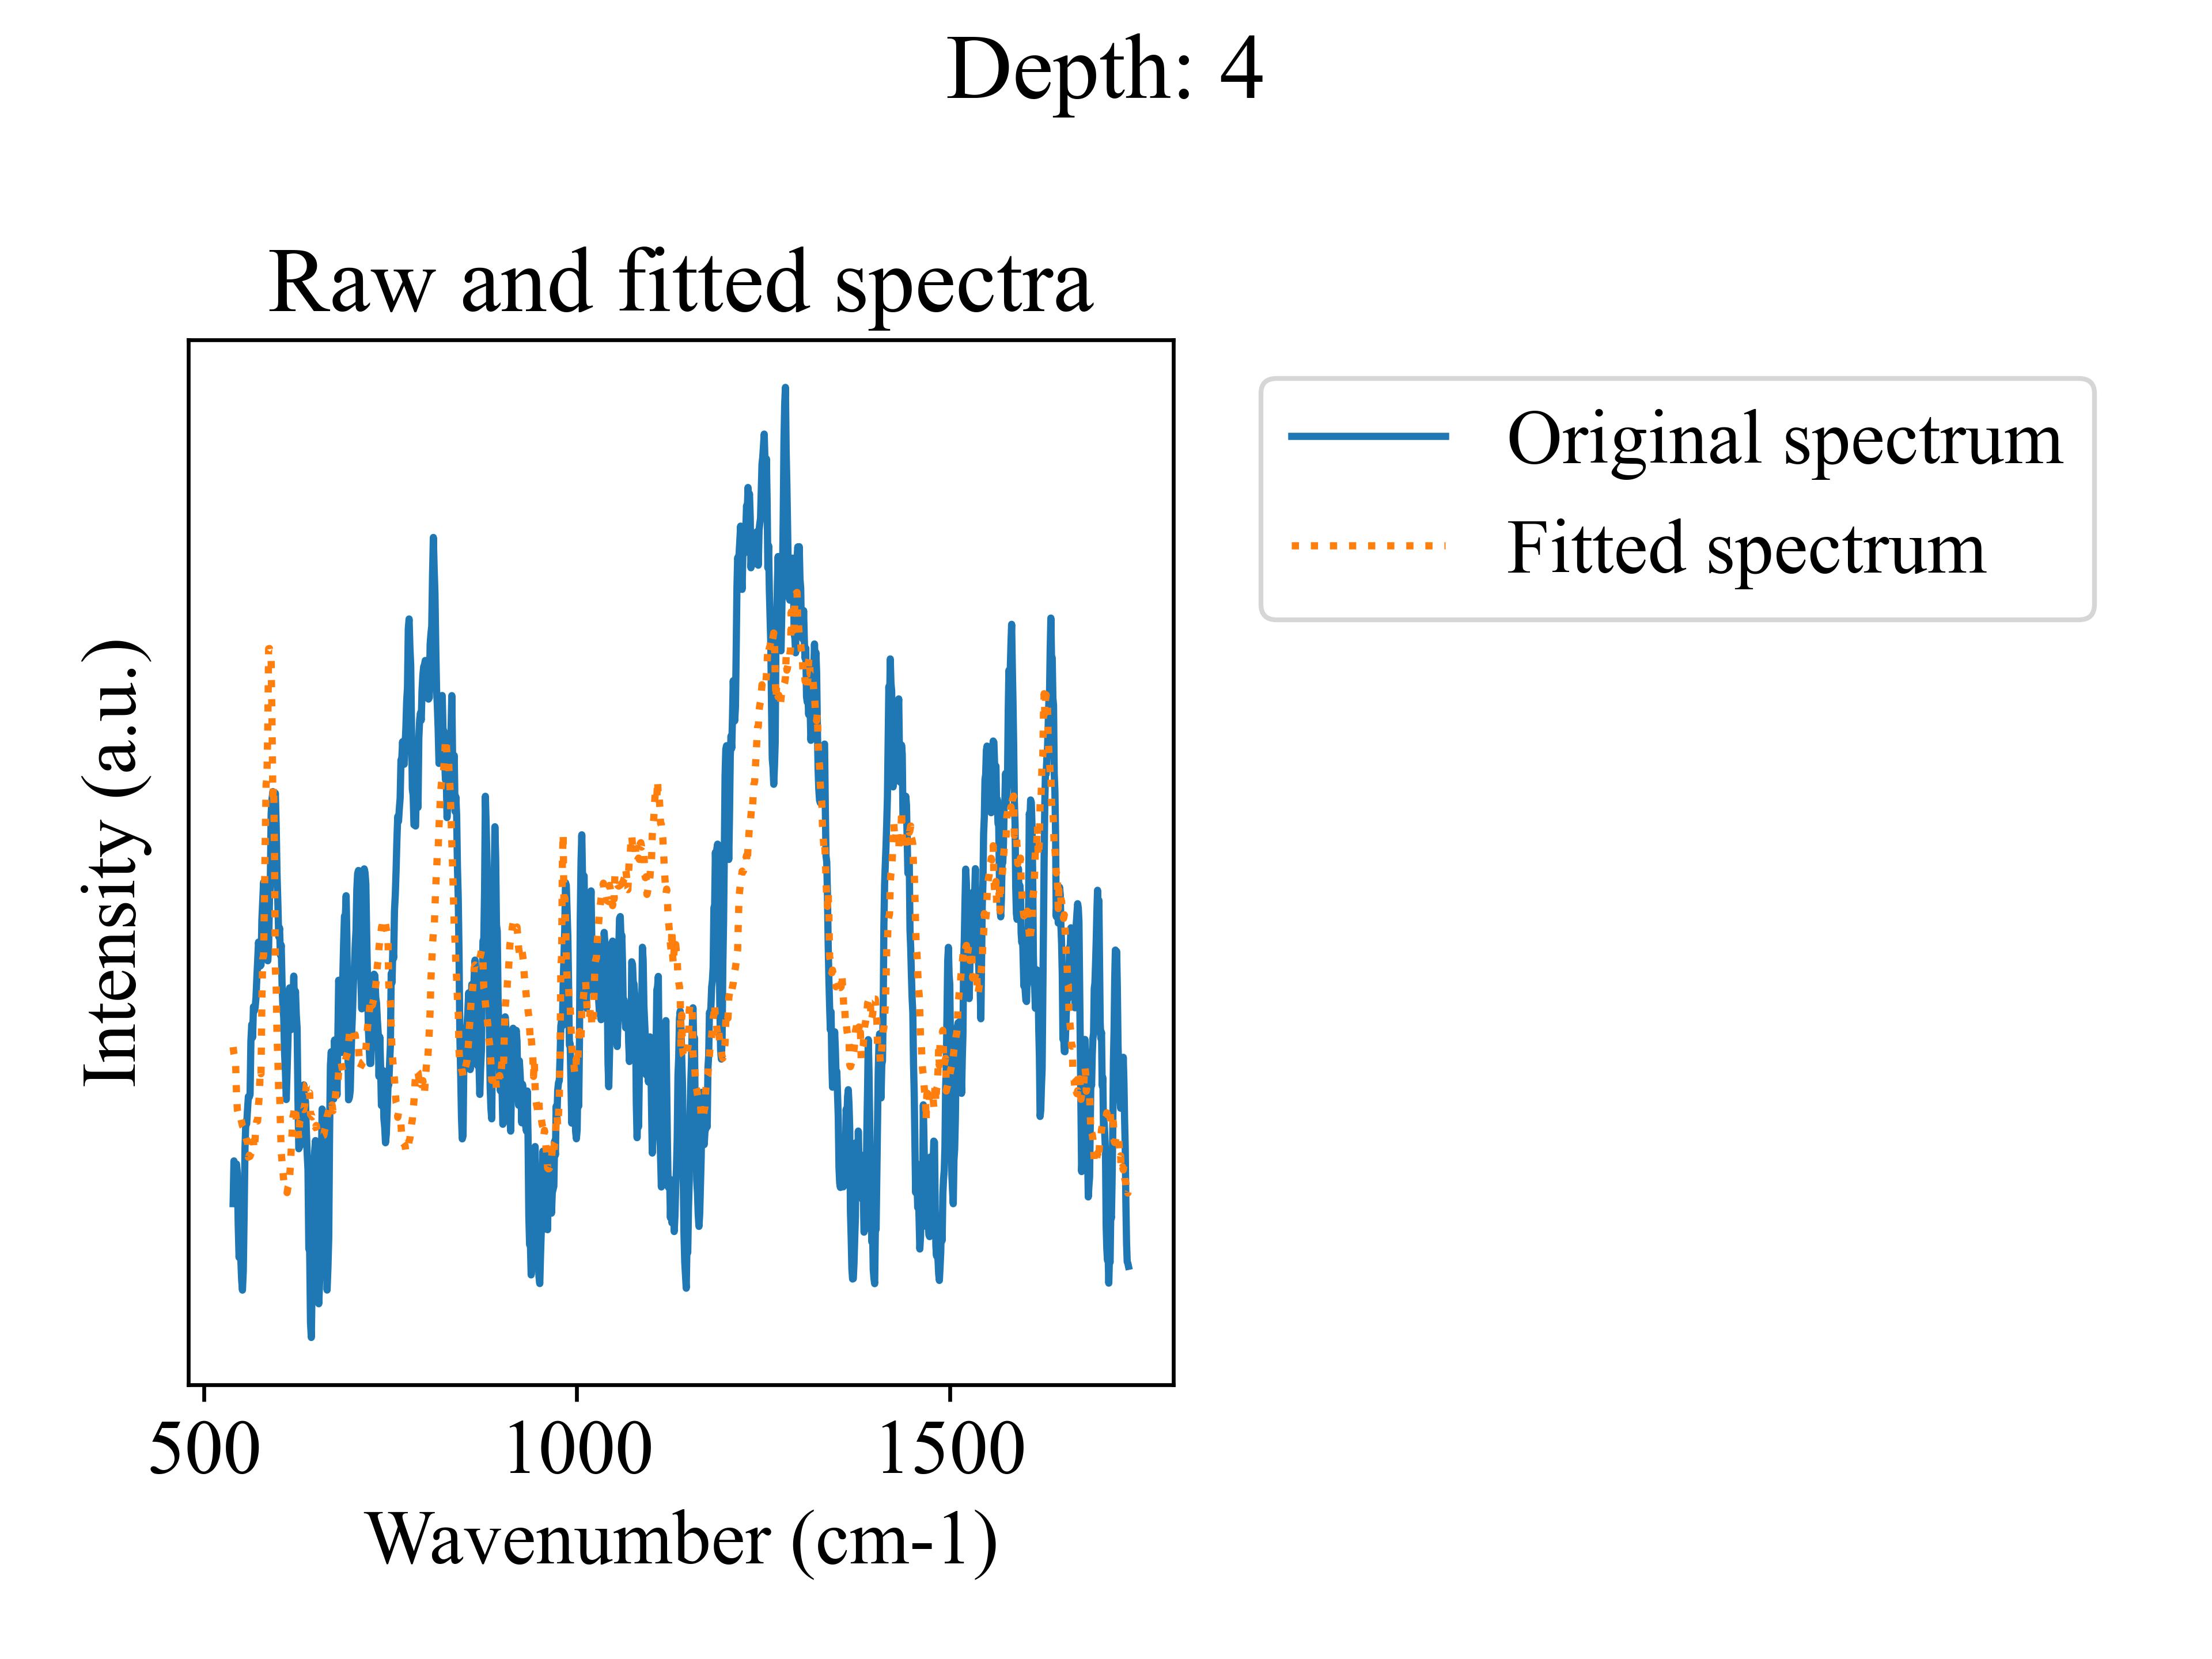 Depth: 4
Raw and fitted spectra
Original spectrum
Fitted spectrum
Intensity (a.u.)
500 1000 1500
Wavenumber (cm-1)